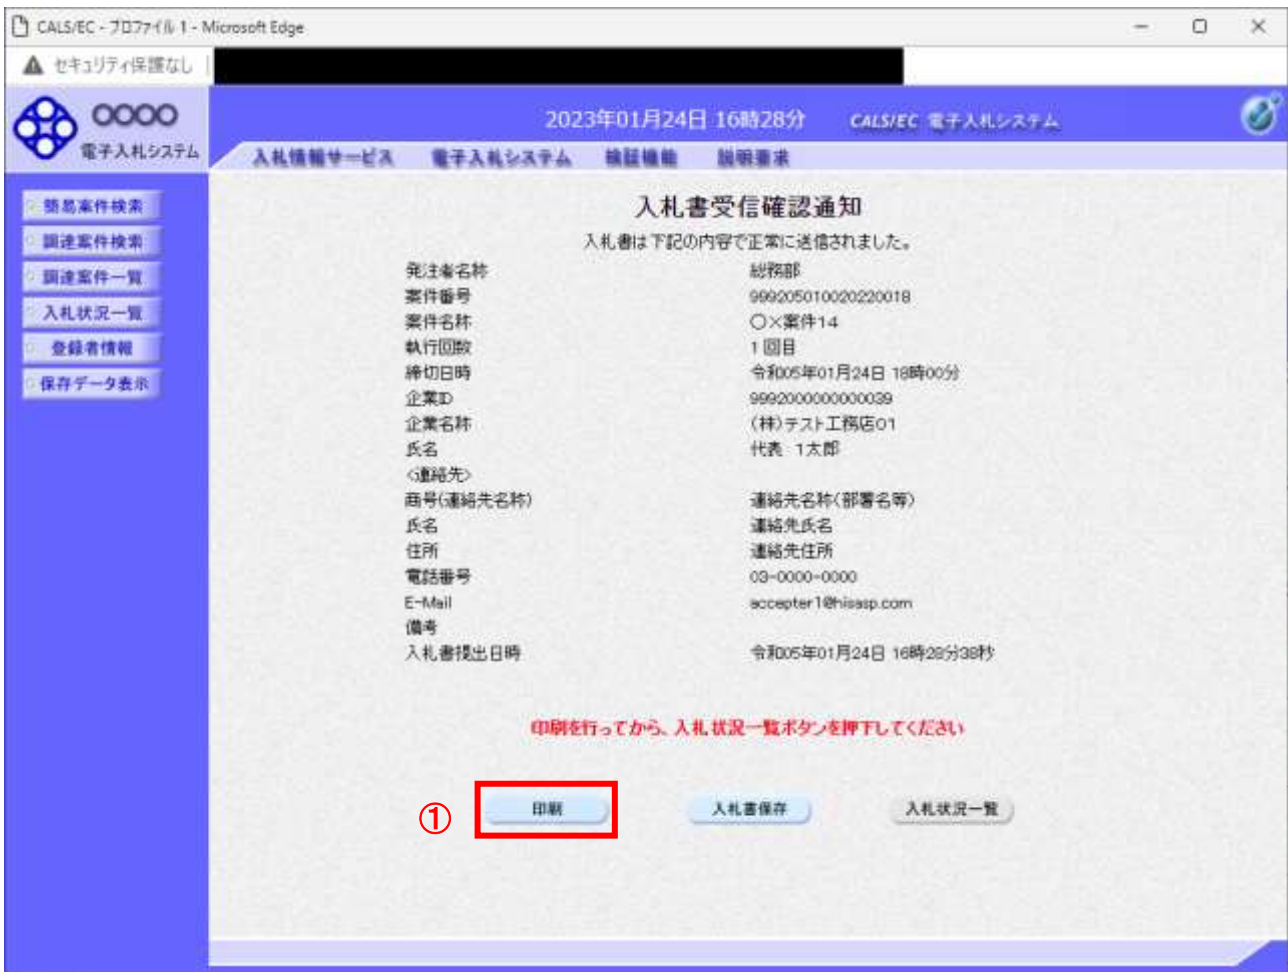 CALS/EC - プロファイル 1 - Microsoft Edge
セキュリティ保護なし
○○○○
電子入札システム
2023年01月24日 16時28分
CALS/EC 電子入札システム
入札情報サービス 電子入札システム 検証機能 説明要求
簡易案件検索
調達案件検索
調達案件一覧
入札状況一覧
登録者情報
保存データ表示
入札書受信確認通知
入札書は下記の内容で正常に送信されました。
発注者名称 総務部
案件番号 999205010020220018
案件名称 ○×案件14
執行回数 1回目
締切日時 令和05年01月24日 18時00分
企業ID 9992000000000039
企業名称 (株)テスト工務店01
氏名 代表 1太郎
<連絡先>
商号(連絡先名称) 連絡先名称(部署名等)
氏名 連絡先氏名
住所 連絡先住所
電話番号 03-0000-0000
E-Mail accepter1@hisasp.com
備考
入札書提出日時 令和05年01月24日 16時28分38秒
印刷を行ってから、入札状況一覧ボタンを押下してください
① 印刷 入札書保存 入札状況一覧